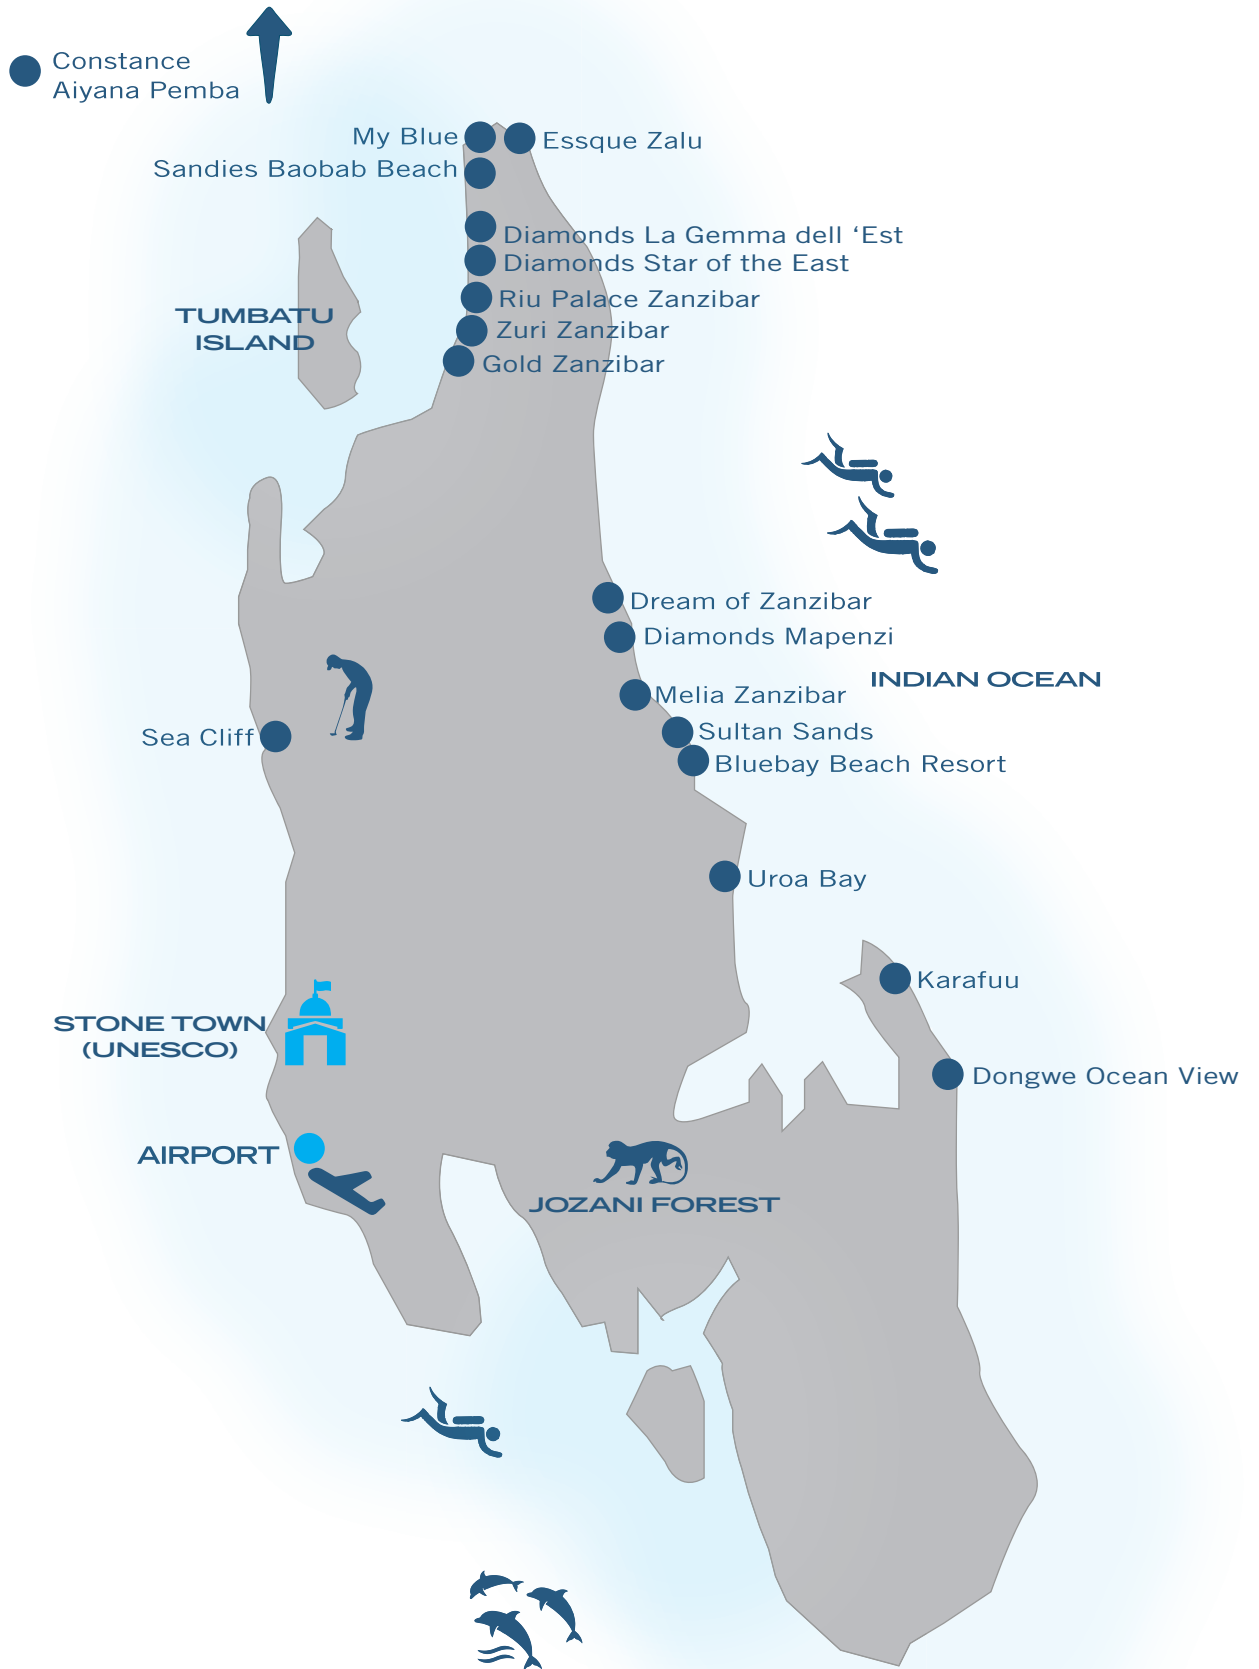 Constance
Aiyana Pemba
My Blue
Essque Zalu
Sandies Baobab Beach
Diamonds La Gemma dell ‘Est
Diamonds Star of the East
Riu Palace Zanzibar
TUMBATU
ISLAND
Zuri Zanzibar
Gold Zanzibar
Dream of Zanzibar
Diamonds Mapenzi
INDIAN OCEAN
Melia Zanzibar
Sea Cliff
Sultan Sands
Bluebay Beach Resort
Uroa Bay
Karafuu
STONE TOWN
(UNESCO)
Dongwe Ocean View
AIRPORT
JOZANI FOREST